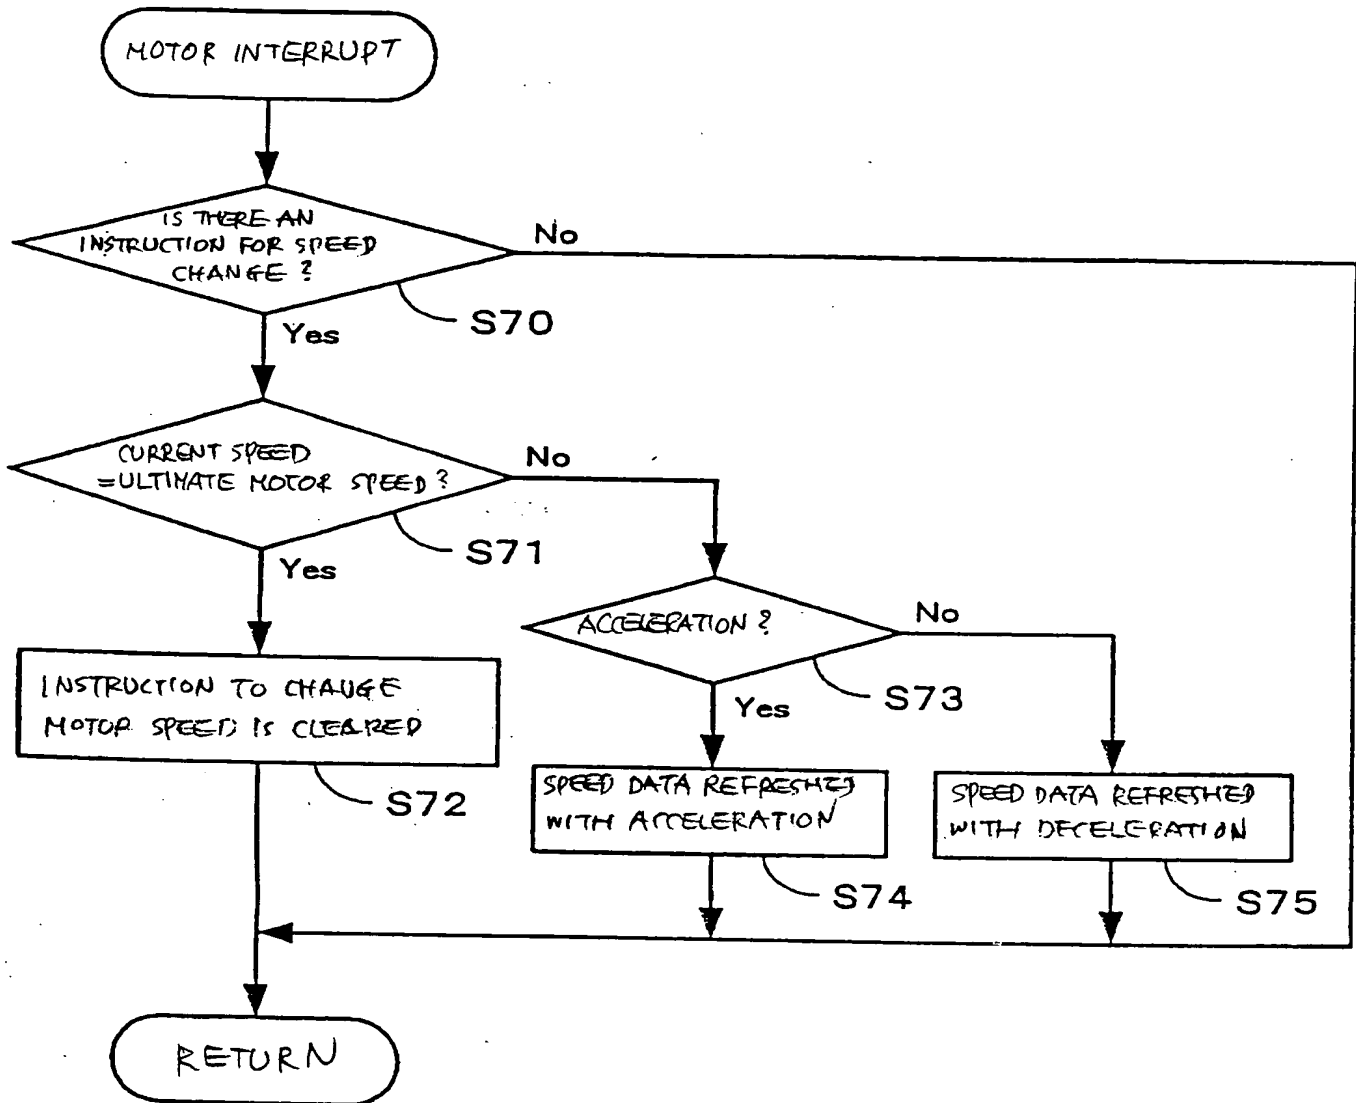 MOTOR INTERRUPT
IS THERE AN
INSTRUCTION FOR SPEED
CHANGE ?
No
S70
Yes
CURRENT SPEED
=ULTIMATE MOTOR SPEED ?
No
S71
Yes
ACCELERATION ?
No
S73
Yes
INSTRUCTION TO CHANGE
MOTOR SPEED IS CLEARED
S72
SPEED DATA REFRESHED
WITH ACCELERATION
S74
SPEED DATA REFRESHED
WITH DECELERATION
S75
RETURN